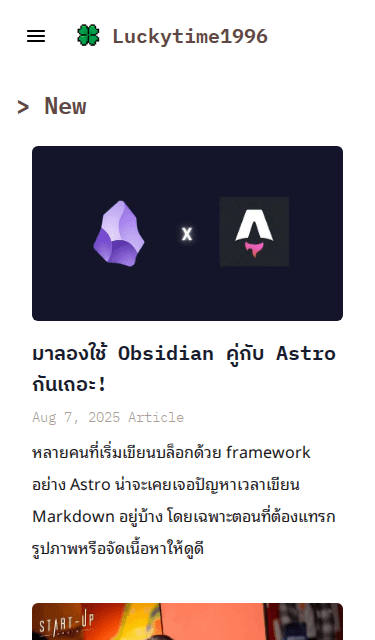 Luckytime1996
> New
x
มาลองใช้ Obsidian คู่กับ Astro
กันเถอะ!
Aug 7, 2025 Article
หลายคนที่เริ่มเขียนบล็อกด้วย framework
อย่าง Astro น่าจะเคยเจอปัญหาเวลาเขียน
Markdown อยู่บ้าง โดยเฉพาะตอนที่ต้องแทรก
รูปภาพหรือจัดเนื้อหาให้ดูดี
START-UP